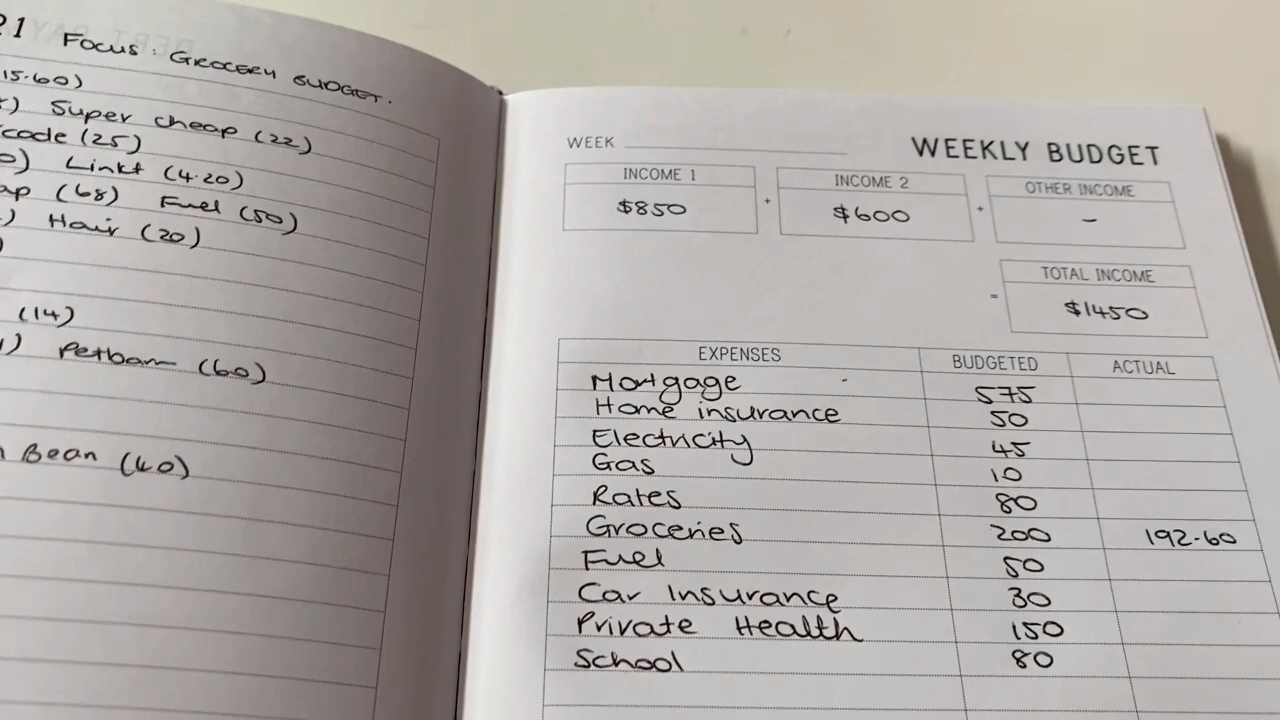 21 Focus: Grocery Budget.
15.60)
) Super cheap (22)
code (25)
) Linkt (4.20)
ap (68) Fuel (50)
) Hair (20)
)
(14)
) Petbarn (60)
Bean (40)
WEEKLY BUDGET
WEEK
INCOME 1 INCOME 2 OTHER INCOME
$850 + $600 + -
TOTAL INCOME
= $1450
EXPENSES BUDGETED ACTUAL
Mortgage 575
Home insurance 50
Electricity 45
Gas 10
Rates 80
Groceries 200 192.60
Fuel 50
Car Insurance 30
Private Health 150
School 80